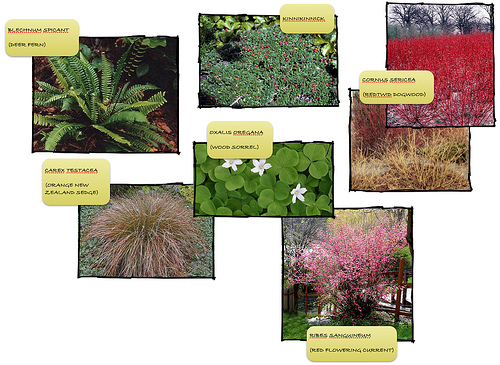 BLECHNUM SPICANT
(DEER FERN)
KINNIKINNICK
CORNUS SERICEA
(REDTWIG DOGWOOD)
OXALIS OREGANA
(WOOD SORREL)
CAREX TESTACEA
(ORANGE NEW
ZEALAND SEDGE)
RIBES SANGUINEUM
(RED FLOWERING CURRENT)